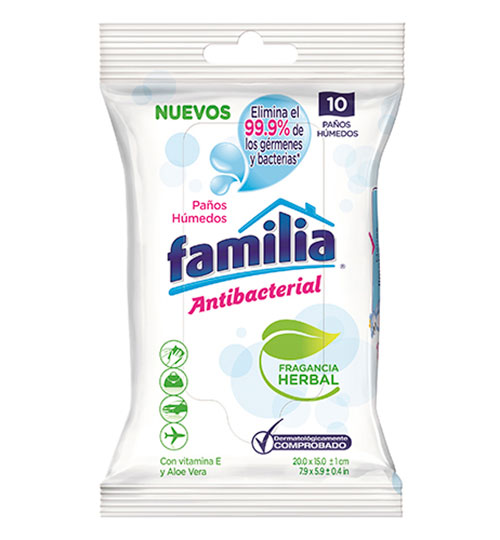 NUEVOS
Elimina el
99.9% de
los gérmenes
y bacterias*
10
PAÑOS
HÚMEDOS
Paños
Húmedos
familia®
Antibacterial
FRAGANCIA
HERBAL
Dermatológicamente
COMPROBADO
Con vitamina E
y Aloe Vera
20.0 x 15.0 ± 1 cm
7.9 x 5.9 ± 0.4 in